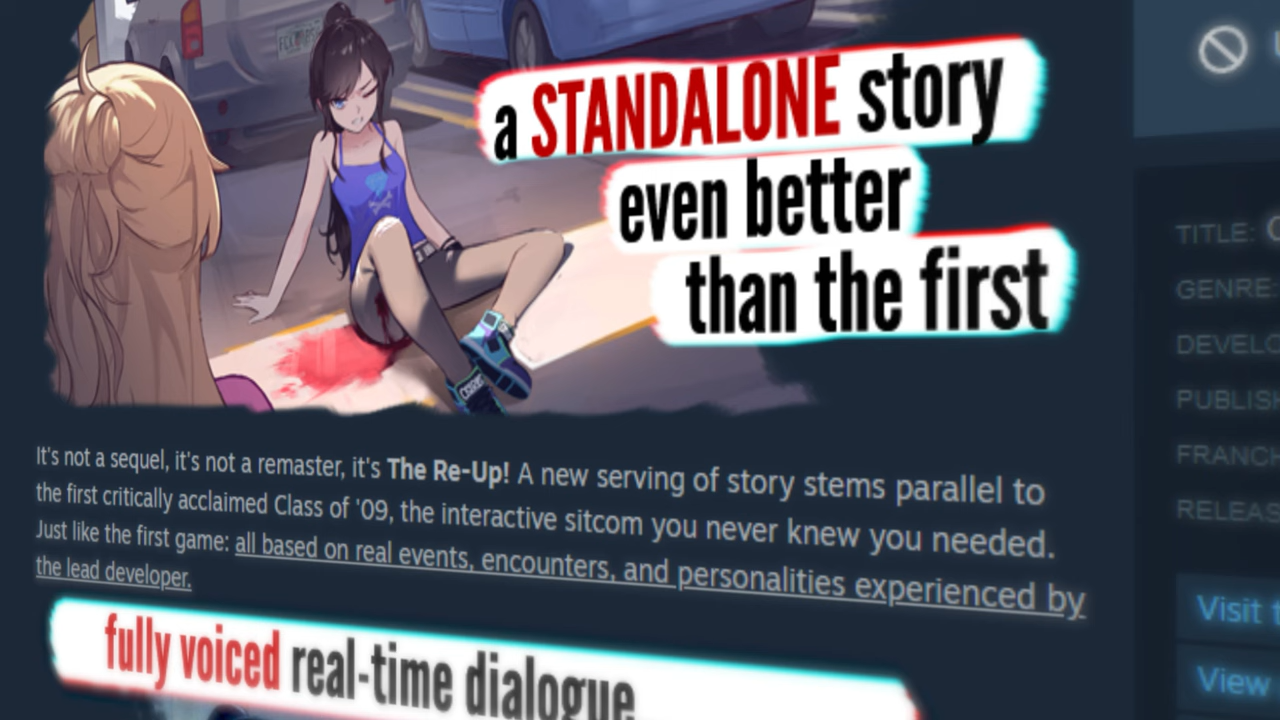 a STANDALONE story
even better
than the first
It's not a sequel, it's not a remaster, it's The Re-Up! A new serving of story stems parallel to
the first critically acclaimed Class of '09, the interactive sitcom you never knew you needed.
Just like the first game: all based on real events, encounters, and personalities experienced by
the lead developer.
fully voiced real-time dialogue
TITLE:
GENRE:
Visit
View